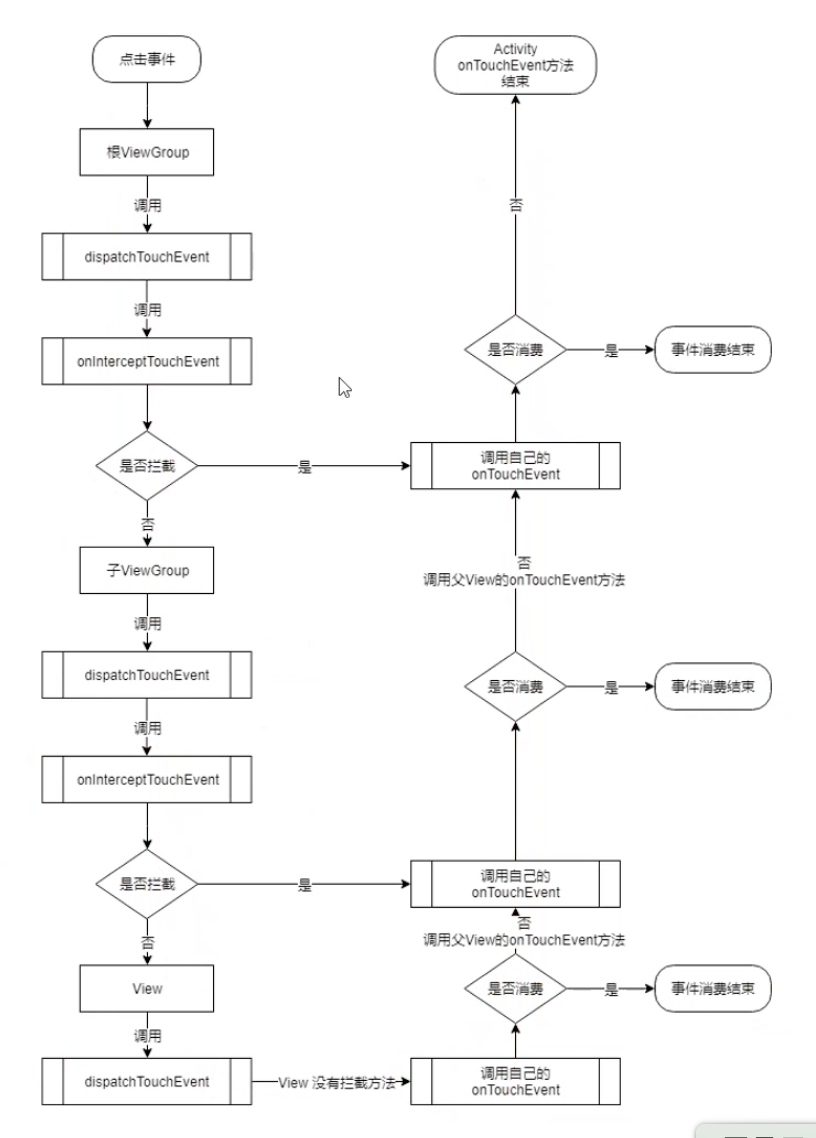 点击事件
根ViewGroup
调用
dispatchTouchEvent
调用
onInterceptTouchEvent
是否拦截
是
否
子ViewGroup
调用
dispatchTouchEvent
调用
onInterceptTouchEvent
是否拦截
是
否
View
调用
dispatchTouchEvent
View 没有拦截方法
Activity
onTouchEvent方法
结束
否
是否消费
是
事件消费结束
调用自己的
onTouchEvent
否
调用父View的onTouchEvent方法
是否消费
是
事件消费结束
调用自己的
onTouchEvent
否
调用父View的onTouchEvent方法
是否消费
是
事件消费结束
调用自己的
onTouchEvent